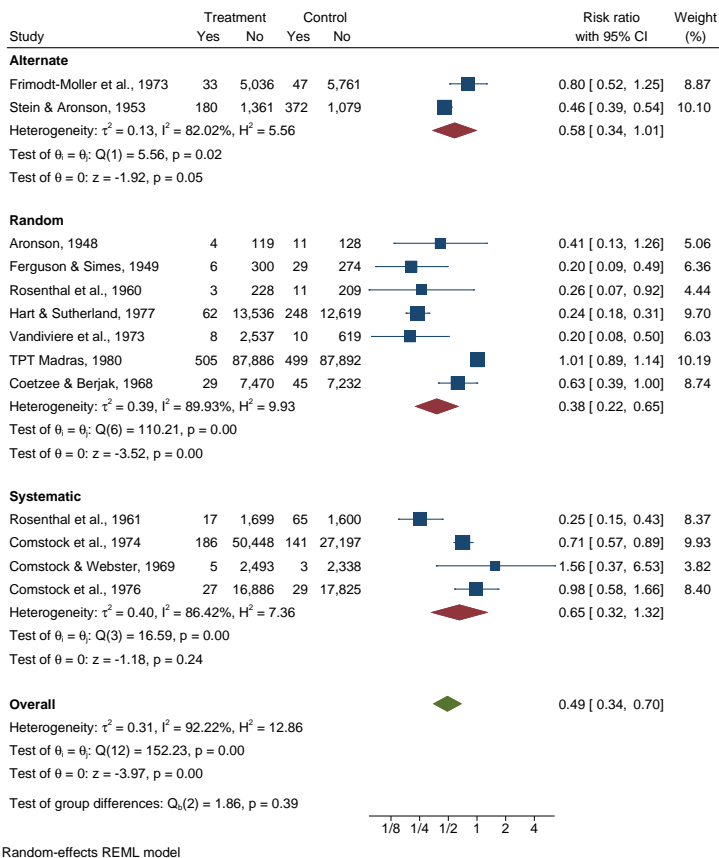 Treatment Control Risk ratio Weight
Study Yes No Yes No with 95% CI (%)
Alternate
Frimodt-Moller et al., 1973 33 5,036 47 5,761 0.80 [ 0.52, 1.25] 8.87
Stein & Aronson, 1953 180 1,361 372 1,079 0.46 [ 0.39, 0.54] 10.10
Heterogeneity: τ² = 0.13, I² = 82.02%, H² = 5.56 0.58 [ 0.34, 1.01]
Test of θᵢ = θⱼ: Q(1) = 5.56, p = 0.02
Test of θ = 0: z = -1.92, p = 0.05
Random
Aronson, 1948 4 119 11 128 0.41 [ 0.13, 1.26] 5.06
Ferguson & Simes, 1949 6 300 29 274 0.20 [ 0.09, 0.49] 6.36
Rosenthal et al., 1960 3 228 11 209 0.26 [ 0.07, 0.92] 4.44
Hart & Sutherland, 1977 62 13,536 248 12,619 0.24 [ 0.18, 0.31] 9.70
Vandiviere et al., 1973 8 2,537 10 619 0.20 [ 0.08, 0.50] 6.03
TPT Madras, 1980 505 87,886 499 87,892 1.01 [ 0.89, 1.14] 10.19
Coetzee & Berjak, 1968 29 7,470 45 7,232 0.63 [ 0.39, 1.00] 8.74
Heterogeneity: τ² = 0.39, I² = 89.93%, H² = 9.93 0.38 [ 0.22, 0.65]
Test of θᵢ = θⱼ: Q(6) = 110.21, p = 0.00
Test of θ = 0: z = -3.52, p = 0.00
Systematic
Rosenthal et al., 1961 17 1,699 65 1,600 0.25 [ 0.15, 0.43] 8.37
Comstock et al., 1974 186 50,448 141 27,197 0.71 [ 0.57, 0.89] 9.93
Comstock & Webster, 1969 5 2,493 3 2,338 1.56 [ 0.37, 6.53] 3.82
Comstock et al., 1976 27 16,886 29 17,825 0.98 [ 0.58, 1.66] 8.40
Heterogeneity: τ² = 0.40, I² = 86.42%, H² = 7.36 0.65 [ 0.32, 1.32]
Test of θᵢ = θⱼ: Q(3) = 16.59, p = 0.00
Test of θ = 0: z = -1.18, p = 0.24
Overall 0.49 [ 0.34, 0.70]
Heterogeneity: τ² = 0.31, I² = 92.22%, H² = 12.86
Test of θᵢ = θⱼ: Q(12) = 152.23, p = 0.00
Test of θ = 0: z = -3.97, p = 0.00
Test of group differences: Q_b(2) = 1.86, p = 0.39
1/8 1/4 1/2 1 2 4
Random-effects REML model